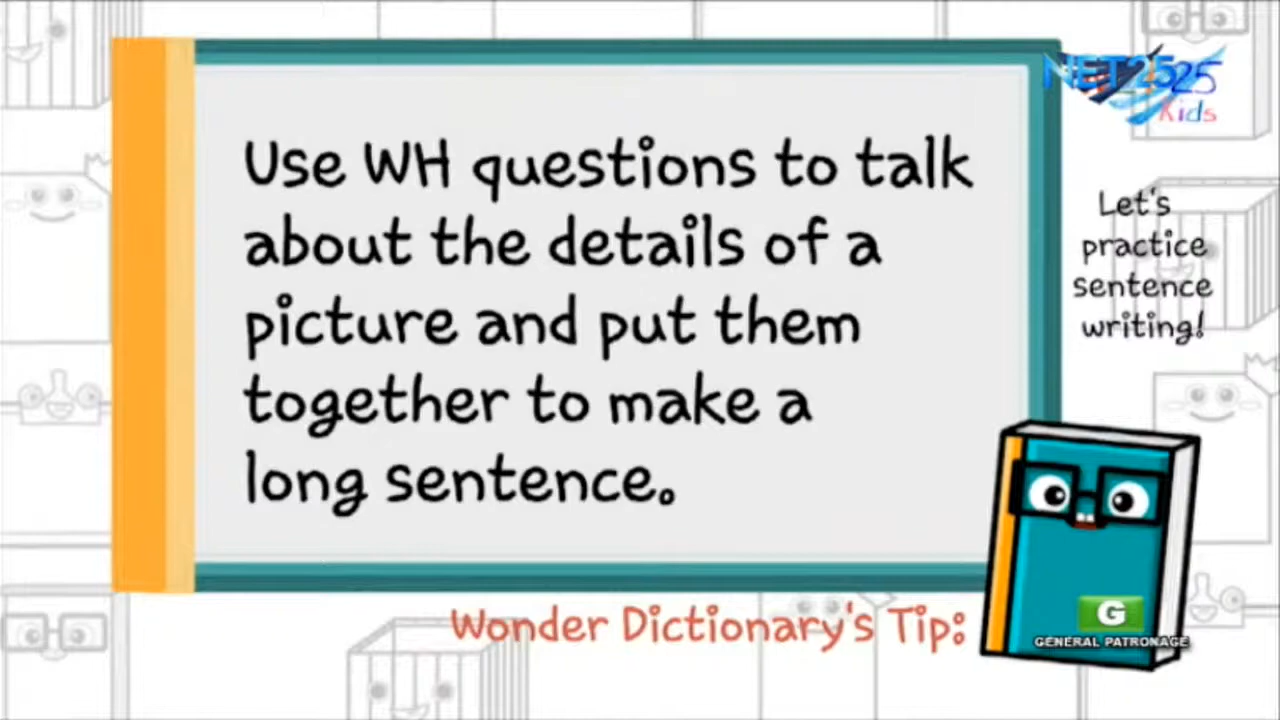 Use WH questions to talk
about the details of a
picture and put them
together to make a
long sentence.
NET25 25
Kids
Let's
practice
sentence
writing!
Wonder Dictionary's Tip:
G
GENERAL PATRONAGE